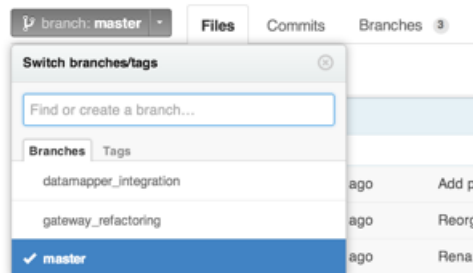 branch: master
Files
Commits
Branches 3
Switch branches/tags
Find or create a branch...
Branches
Tags
datamapper_integration
ago
Add
gateway_refactoring
ago
master
ago